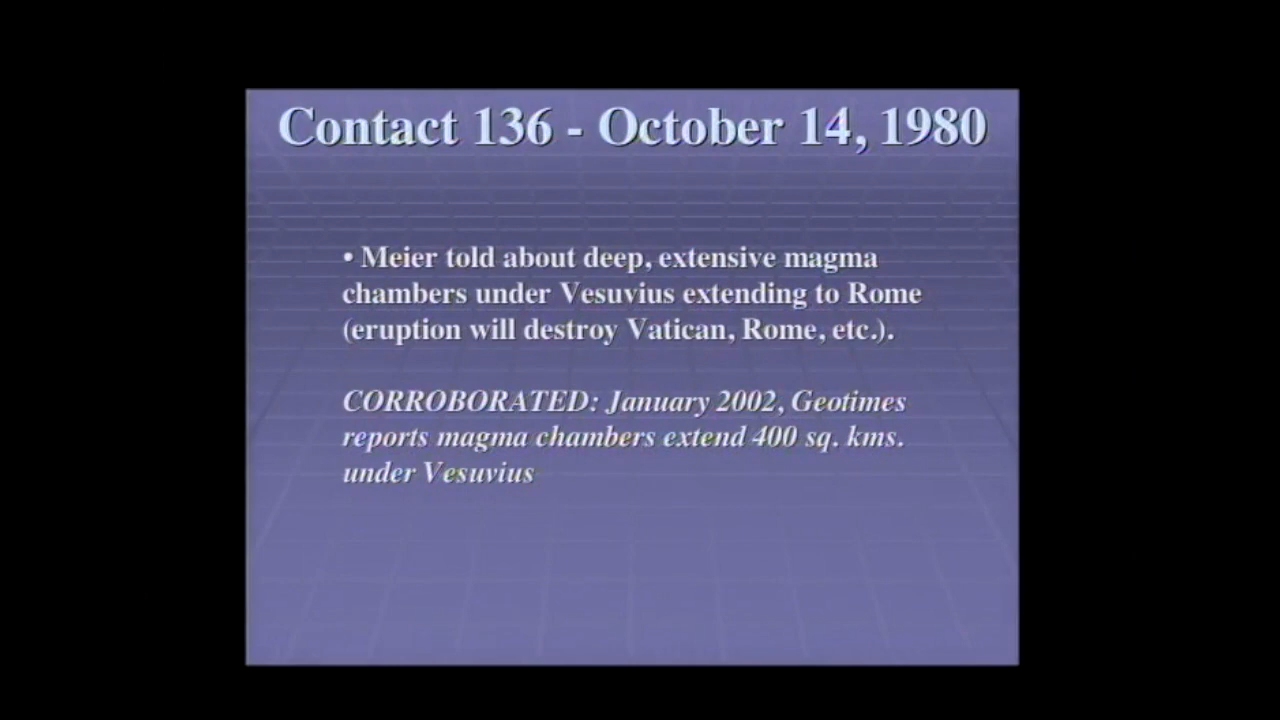 Contact 136 - October 14, 1980
• Meier told about deep, extensive magma
chambers under Vesuvius extending to Rome
(eruption will destroy Vatican, Rome, etc.).
CORROBORATED: January 2002, Geotimes
reports magma chambers extend 400 sq. kms.
under Vesuvius